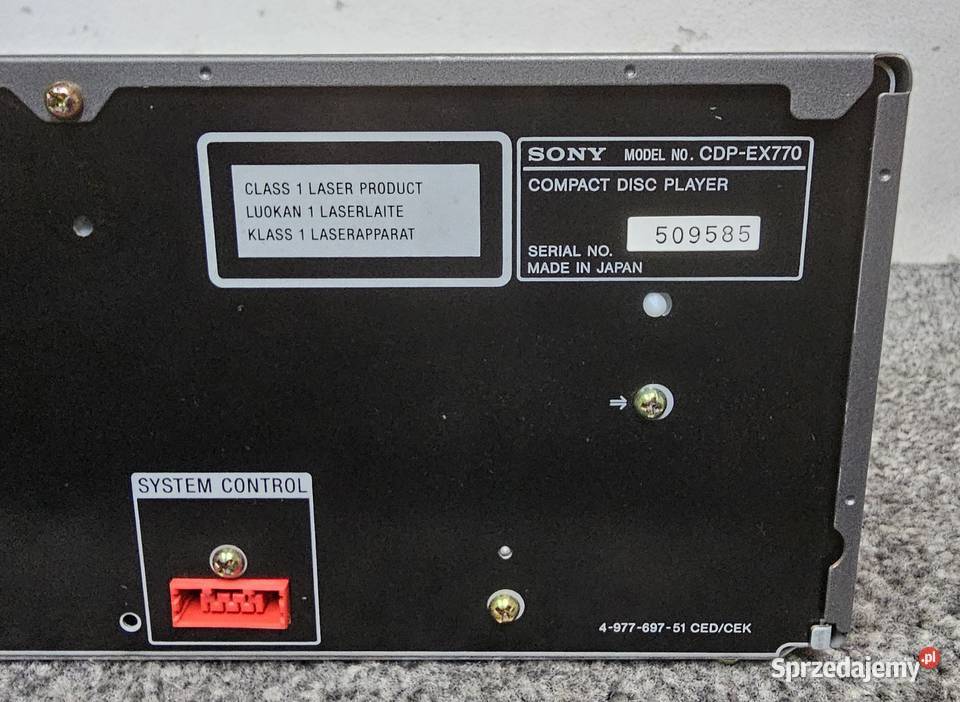 CLASS 1 LASER PRODUCT
LUOKAN 1 LASERLAITE
KLASS 1 LASERAPPARAT
SONY MODEL NO. CDP-EX770
COMPACT DISC PLAYER
509585
SERIAL NO.
MADE IN JAPAN
⇒
SYSTEM CONTROL
4-977-697-51 CED/CEK
Sprzedajemy.pl